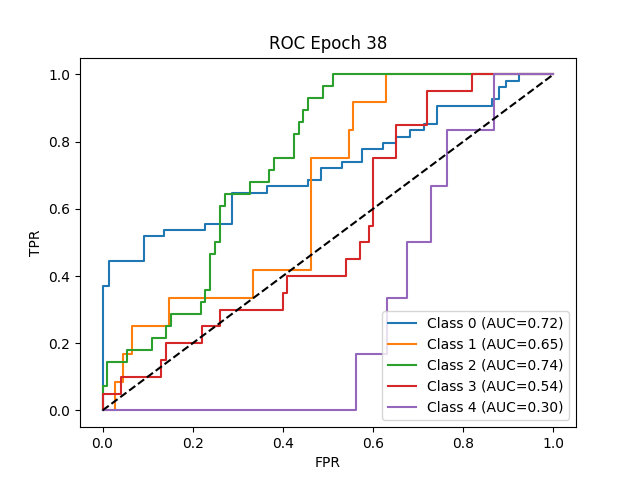 ROC Epoch 38
TPR
1.0
0.8
0.6
0.4
0.2
0.0
Class 0 (AUC=0.72)
Class 1 (AUC=0.65)
Class 2 (AUC=0.74)
Class 3 (AUC=0.54)
Class 4 (AUC=0.30)
0.0 0.2 0.4 0.6 0.8 1.0
FPR